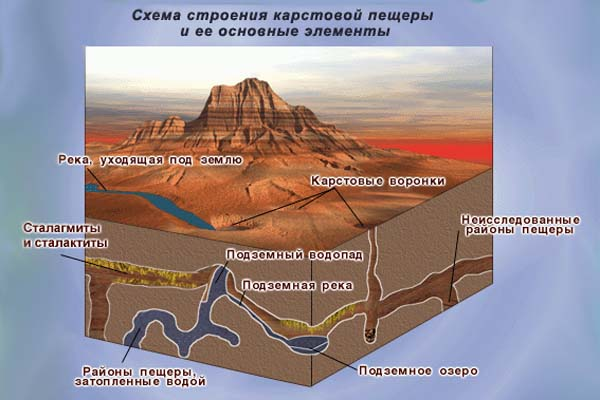 Схема строения карстовой пещеры
и ее основные элементы
Река, уходящая под землю
Карстовые воронки
Сталагмиты
и сталактиты
Неисследованные
районы пещеры
Подземный водопад
Подземная река
Районы пещеры,
затопленные водой
Подземное озеро